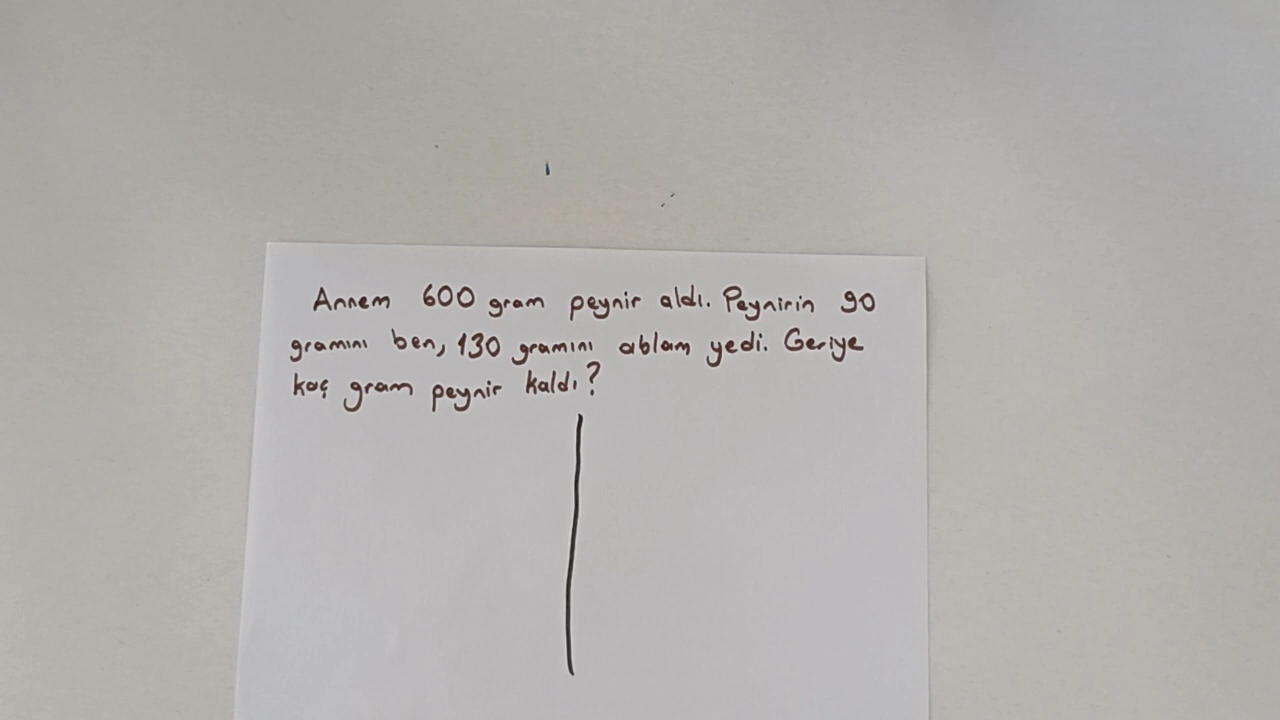 Annem 600 gram peynir aldı. Peynirin 90
gramını ben, 130 gramını ablam yedi. Geriye
kaç gram peynir kaldı?